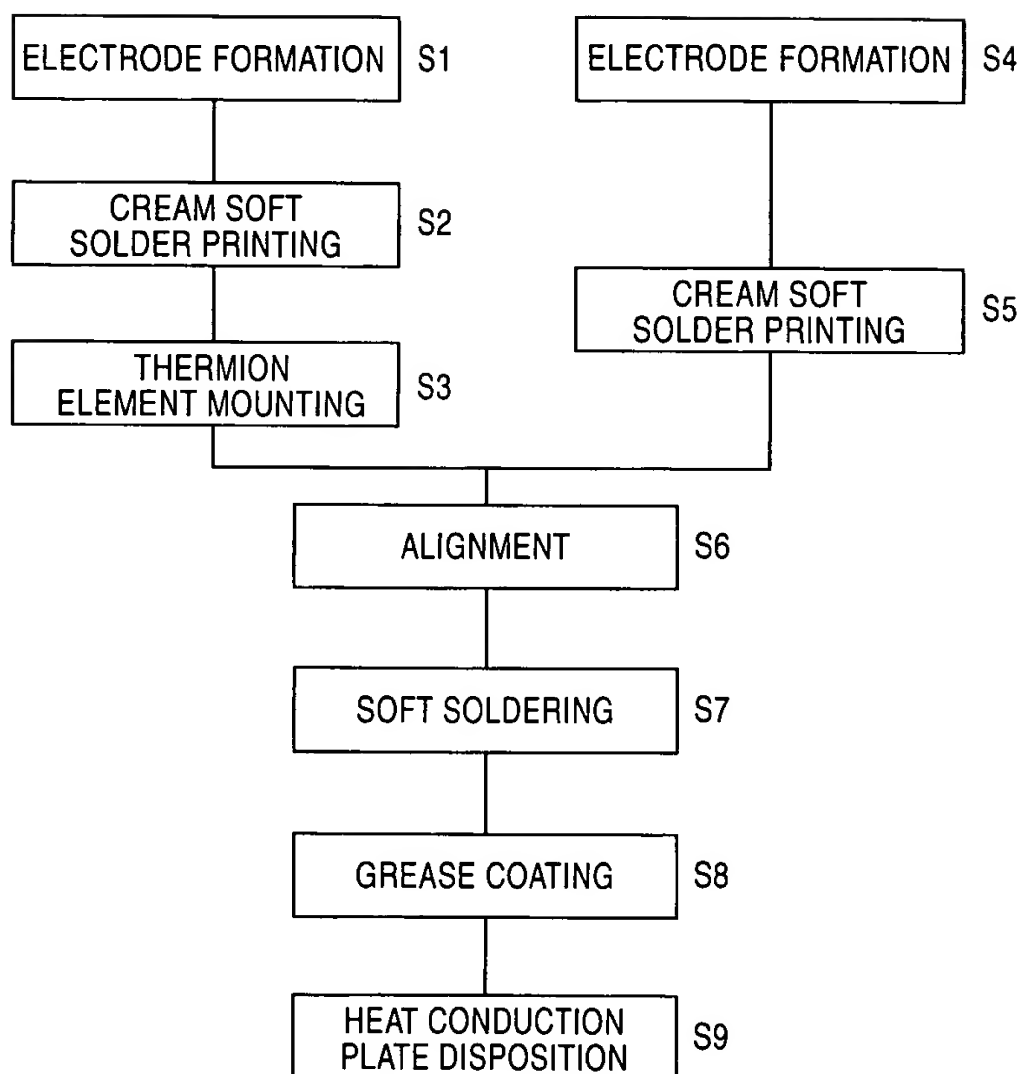 ELECTRODE FORMATION S1
CREAM SOFT
SOLDER PRINTING S2
THERMION
ELEMENT MOUNTING S3
ELECTRODE FORMATION S4
CREAM SOFT
SOLDER PRINTING S5
ALIGNMENT S6
SOFT SOLDERING S7
GREASE COATING S8
HEAT CONDUCTION
PLATE DISPOSITION S9